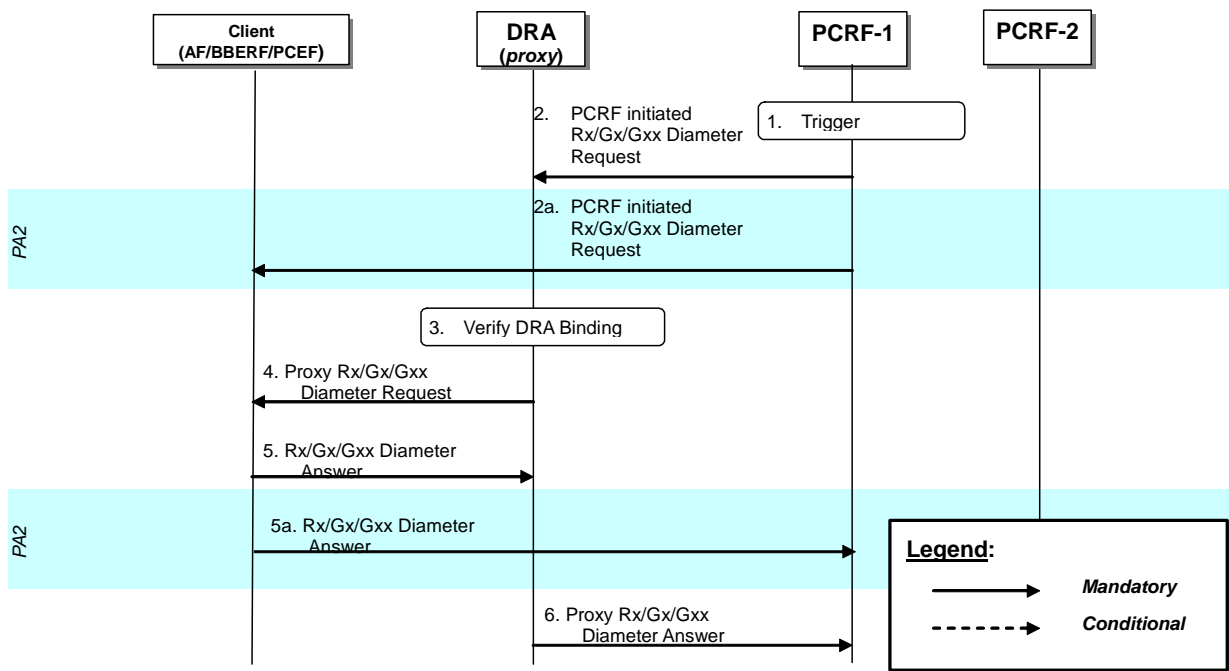 Client
(AF/BBERF/PCEF)
DRA
(proxy)
PCRF-1
PCRF-2
1. Trigger
2. PCRF initiated
Rx/Gx/Gxx Diameter
Request
PA2
2a. PCRF initiated
Rx/Gx/Gxx Diameter
Request
3. Verify DRA Binding
4. Proxy Rx/Gx/Gxx
Diameter Request
5. Rx/Gx/Gxx Diameter
Answer
PA2
5a. Rx/Gx/Gxx Diameter
Answer
6. Proxy Rx/Gx/Gxx
Diameter Answer
Legend:
Mandatory
Conditional